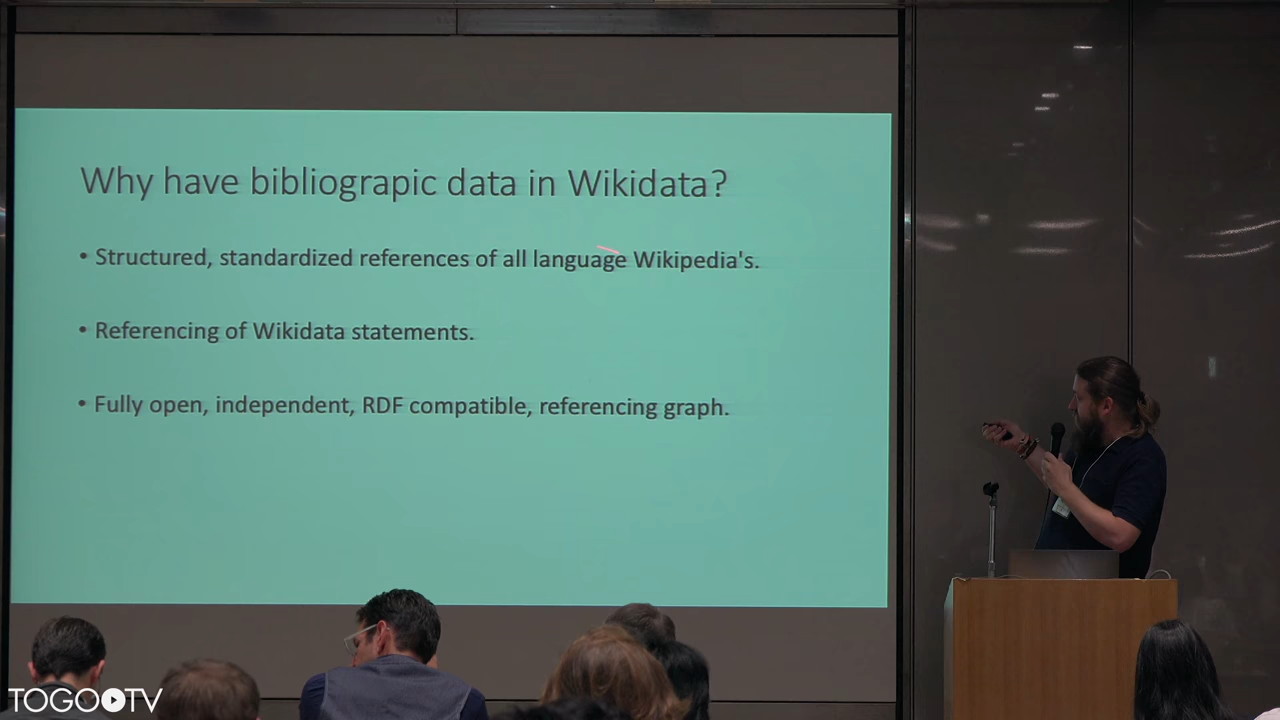 Why have bibliograpic data in Wikidata?
• Structured, standardized references of all language Wikipedia's.
• Referencing of Wikidata statements.
• Fully open, independent, RDF compatible, referencing graph.
TOGOTV